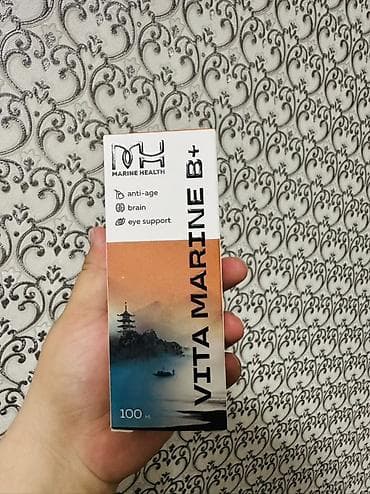 MH
MARINE HEALTH
anti-age
brain
eye support
VITA MARINE B+
100